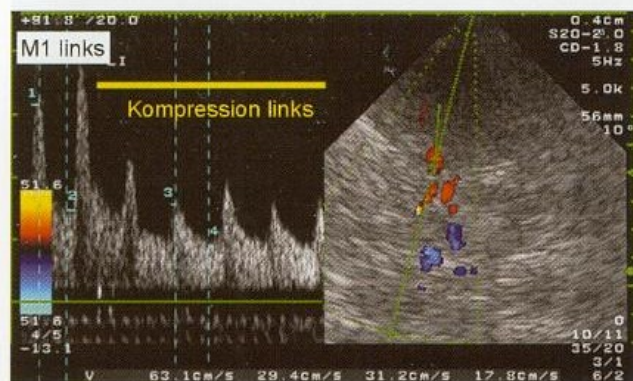 +91.8 /20.0
M1 links
LI
Kompression links
1
2
3
4
51.6
51.6
4/5
-13.1
V 63.1cm/s 29.4cm/s 31.2cm/s 17.8cm/s
0.4cm
S20-2.0
CD-1.8
5Hz
5.0k
56mm
10°
0
10/11
35/20
3/1
6/2